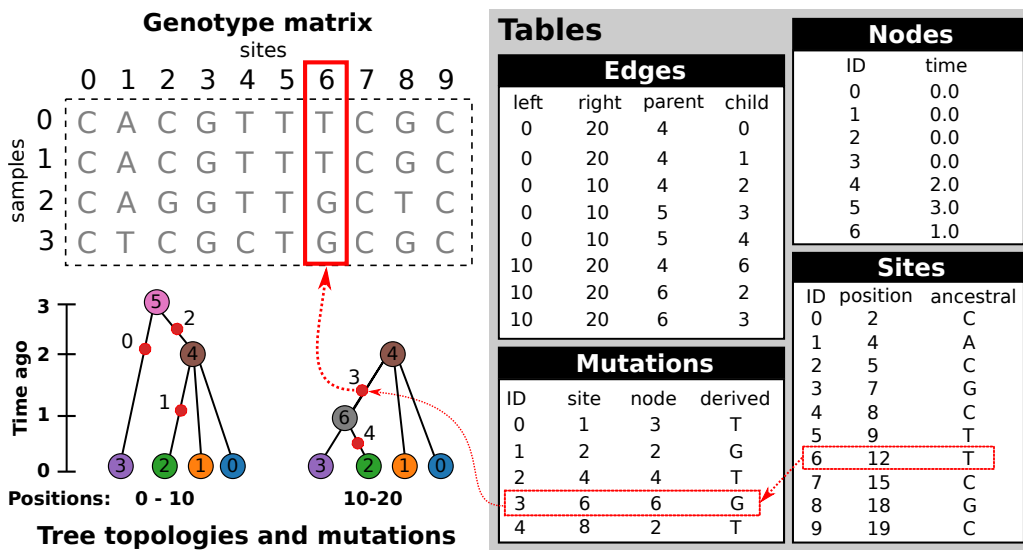 Genotype matrix
sites
0 1 2 3 4 5 6 7 8 9
samples
0 C A C G T T T C G C
1 C A C G T T T C G C
2 C A G G T T G C T C
3 C T C G C T G C G C
Time ago
3
2
1
0
5
2
0
4
1
3 2 1 0
4
3
6
4
3 2 1 0
Positions: 0 - 10 10-20
Tree topologies and mutations
Tables
Edges
left right parent child
0 20 4 0
0 20 4 1
0 10 4 2
0 10 5 3
0 10 5 4
10 20 4 6
10 20 6 2
10 20 6 3
Mutations
ID site node derived
0 1 3 T
1 2 2 G
2 4 4 T
3 6 6 G
4 8 2 T
Nodes
ID time
0 0.0
1 0.0
2 0.0
3 0.0
4 2.0
5 3.0
6 1.0
Sites
ID position ancestral
0 2 C
1 4 A
2 5 C
3 7 G
4 8 C
5 9 T
6 12 T
7 15 C
8 18 G
9 19 C